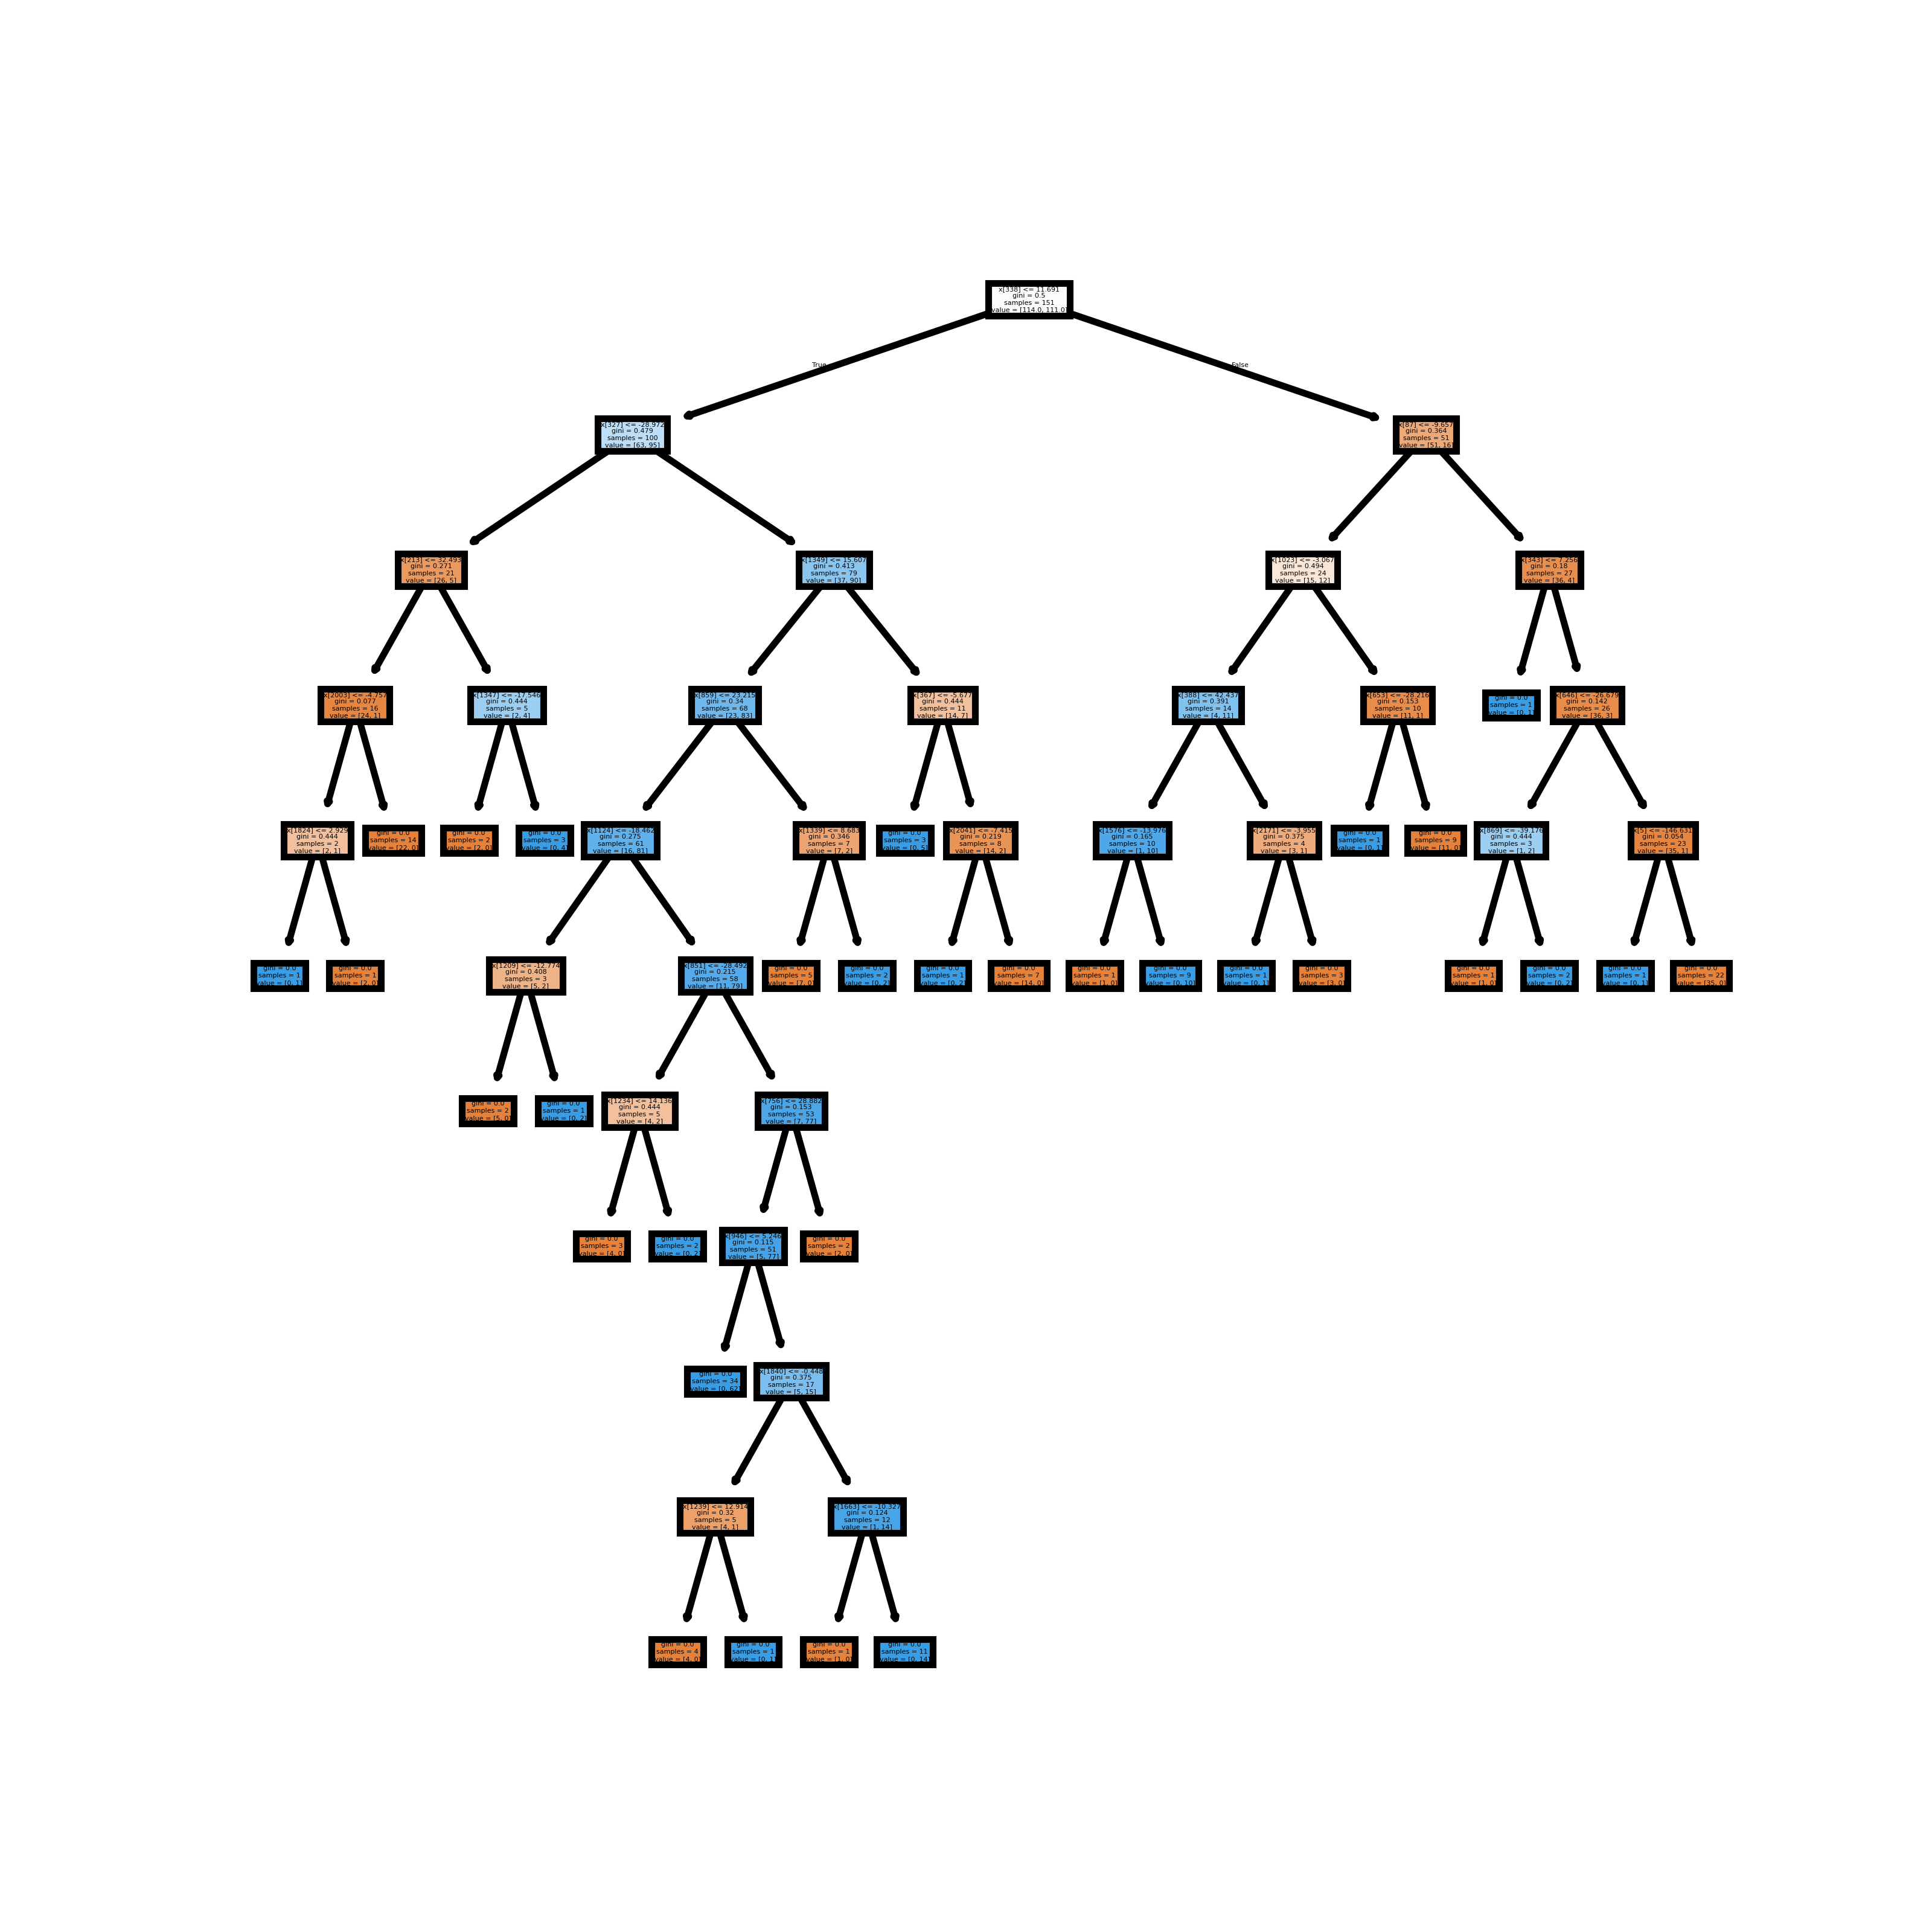 x[338] <= 11.691
gini = 0.5
samples = 151
value = [114.0, 111.0]
True
False
x[327] <= -28.972
gini = 0.479
samples = 100
value = [63, 95]
x[87] <= -9.657
gini = 0.364
samples = 51
value = [51, 16]
x[213] <= 32.493
gini = 0.271
samples = 21
value = [26, 5]
x[1349] <= 15.607
gini = 0.413
samples = 79
value = [37, 90]
x[1023] <= -3.067
gini = 0.494
samples = 24
value = [15, 12]
x[343] <= 7.256
gini = 0.18
samples = 27
value = [36, 4]
x[2003] <= -4.757
gini = 0.077
samples = 16
value = [24, 1]
x[1347] <= -17.546
gini = 0.444
samples = 5
value = [2, 4]
x[859] <= 23.215
gini = 0.34
samples = 68
value = [23, 83]
x[367] <= -5.677
gini = 0.444
samples = 11
value = [14, 7]
x[388] <= 42.437
gini = 0.391
samples = 14
value = [4, 11]
x[653] <= -28.216
gini = 0.153
samples = 10
value = [11, 1]
gini = 0.0
samples = 1
value = [0, 1]
x[646] <= -26.679
gini = 0.142
samples = 26
value = [36, 3]
x[1824] <= 2.929
gini = 0.444
samples = 2
value = [2, 1]
gini = 0.0
samples = 14
value = [22, 0]
gini = 0.0
samples = 2
value = [2, 0]
gini = 0.0
samples = 3
value = [0, 4]
x[1124] <= -18.462
gini = 0.275
samples = 61
value = [16, 81]
x[1339] <= 8.683
gini = 0.346
samples = 7
value = [7, 2]
gini = 0.0
samples = 3
value = [0, 5]
x[2041] <= -7.415
gini = 0.219
samples = 8
value = [14, 2]
x[1576] <= -13.976
gini = 0.165
samples = 10
value = [1, 10]
x[2171] <= -3.955
gini = 0.375
samples = 4
value = [3, 1]
gini = 0.0
samples = 1
value = [0, 1]
gini = 0.0
samples = 9
value = [11, 0]
x[869] <= -39.176
gini = 0.444
samples = 3
value = [1, 2]
x[5] <= -146.631
gini = 0.054
samples = 23
value = [35, 1]
gini = 0.0
samples = 1
value = [0, 1]
gini = 0.0
samples = 1
value = [2, 0]
x[1209] <= -12.774
gini = 0.408
samples = 3
value = [5, 2]
x[851] <= -28.492
gini = 0.215
samples = 58
value = [11, 79]
gini = 0.0
samples = 5
value = [7, 0]
gini = 0.0
samples = 2
value = [0, 2]
gini = 0.0
samples = 1
value = [0, 2]
gini = 0.0
samples = 7
value = [14, 0]
gini = 0.0
samples = 1
value = [1, 0]
gini = 0.0
samples = 9
value = [0, 10]
gini = 0.0
samples = 1
value = [0, 1]
gini = 0.0
samples = 3
value = [3, 0]
gini = 0.0
samples = 1
value = [1, 0]
gini = 0.0
samples = 2
value = [0, 2]
gini = 0.0
samples = 1
value = [0, 1]
gini = 0.0
samples = 22
value = [35, 0]
gini = 0.0
samples = 2
value = [5, 0]
gini = 0.0
samples = 1
value = [0, 2]
x[1234] <= 14.136
gini = 0.444
samples = 5
value = [4, 2]
x[756] <= 28.882
gini = 0.153
samples = 53
value = [7, 77]
gini = 0.0
samples = 3
value = [4, 0]
gini = 0.0
samples = 2
value = [0, 2]
x[946] <= 5.246
gini = 0.115
samples = 51
value = [5, 77]
gini = 0.0
samples = 2
value = [2, 0]
gini = 0.0
samples = 34
value = [0, 62]
x[1840] <= -0.448
gini = 0.375
samples = 17
value = [5, 15]
x[1239] <= 12.914
gini = 0.32
samples = 5
value = [4, 1]
x[1663] <= -10.327
gini = 0.124
samples = 12
value = [1, 14]
gini = 0.0
samples = 4
value = [4, 0]
gini = 0.0
samples = 1
value = [0, 1]
gini = 0.0
samples = 1
value = [1, 0]
gini = 0.0
samples = 11
value = [0, 14]